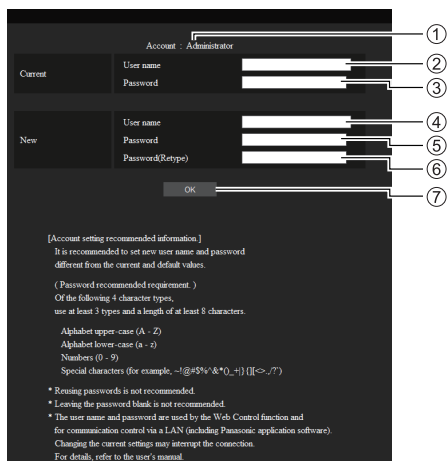 Account : Administrator
①
Current
User name
②
Password
③
New
User name
④
Password
⑤
Password(Retype)
⑥
OK
⑦
[Account setting recommended information.]
It is recommended to set new user name and password
different from the current and default values.
( Password recommended requirement. )
Of the following 4 character types,
use at least 3 types and a length of at least 8 characters.
Alphabet upper-case (A - Z)
Alphabet lower-case (a - z)
Numbers (0 - 9)
Special characters (for example, ~!@#$%^&*()_+|}{][<>.,/?`)
* Reusing passwords is not recommended.
* Leaving the password blank is not recommended.
* The user name and password are used by the Web Control function and
for communication control via a LAN (including Panasonic application software).
Changing the current settings may interrupt the connection.
For details, refer to the user's manual.